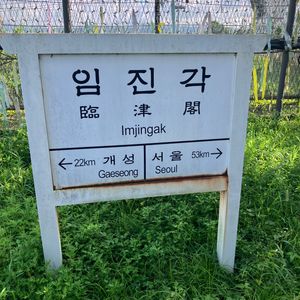 임 진 각
臨 津 閣
Imjingak
← 22km 개 성 서 울 53km →
Gaeseong Seoul